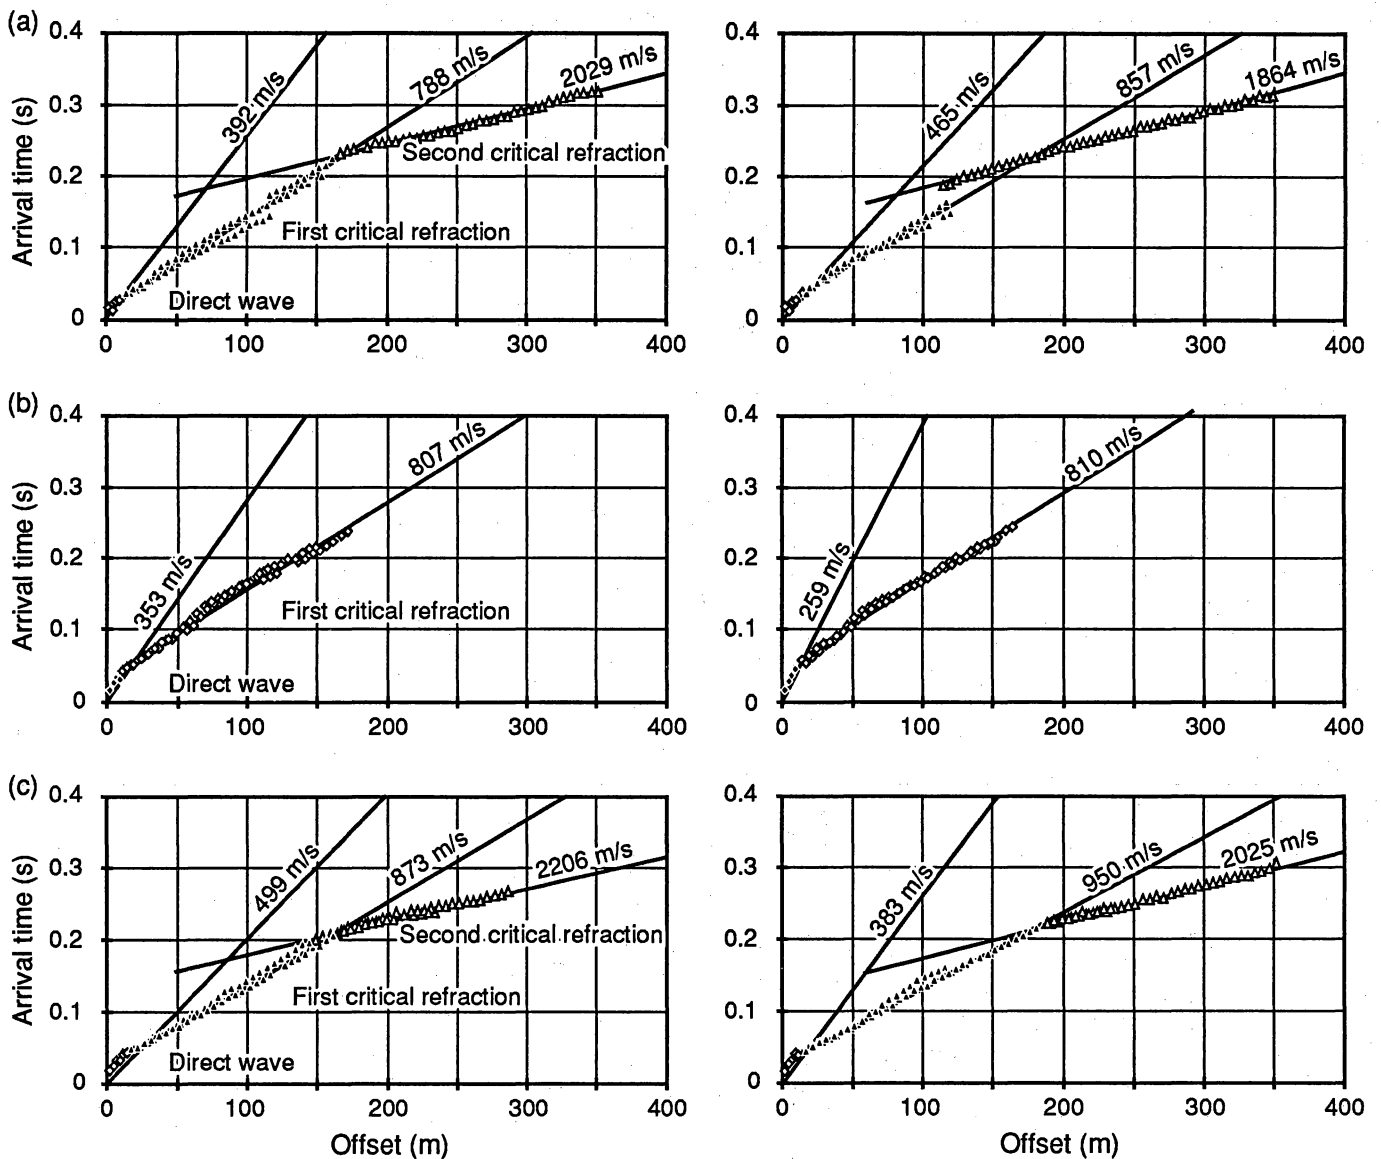 (a)
0.4
0.3
0.2
0.1
0
Arrival time (s)
392 m/s
788 m/s
2029 m/s
Second critical refraction
First critical refraction
Direct wave
0 100 200 300 400
0.4
0.3
0.2
0.1
0
465 m/s
857 m/s
1864 m/s
0 100 200 300 400
(b)
0.4
0.3
0.2
0.1
0
Arrival time (s)
353 m/s
807 m/s
First critical refraction
Direct wave
0 100 200 300 400
0.4
0.3
0.2
0.1
0
259 m/s
810 m/s
0 100 200 300 400
(c)
0.4
0.3
0.2
0.1
0
Arrival time (s)
499 m/s
873 m/s
2206 m/s
Second critical refraction
First critical refraction
Direct wave
0 100 200 300 400
Offset (m)
0.4
0.3
0.2
0.1
0
383 m/s
950 m/s
2025 m/s
0 100 200 300 400
Offset (m)